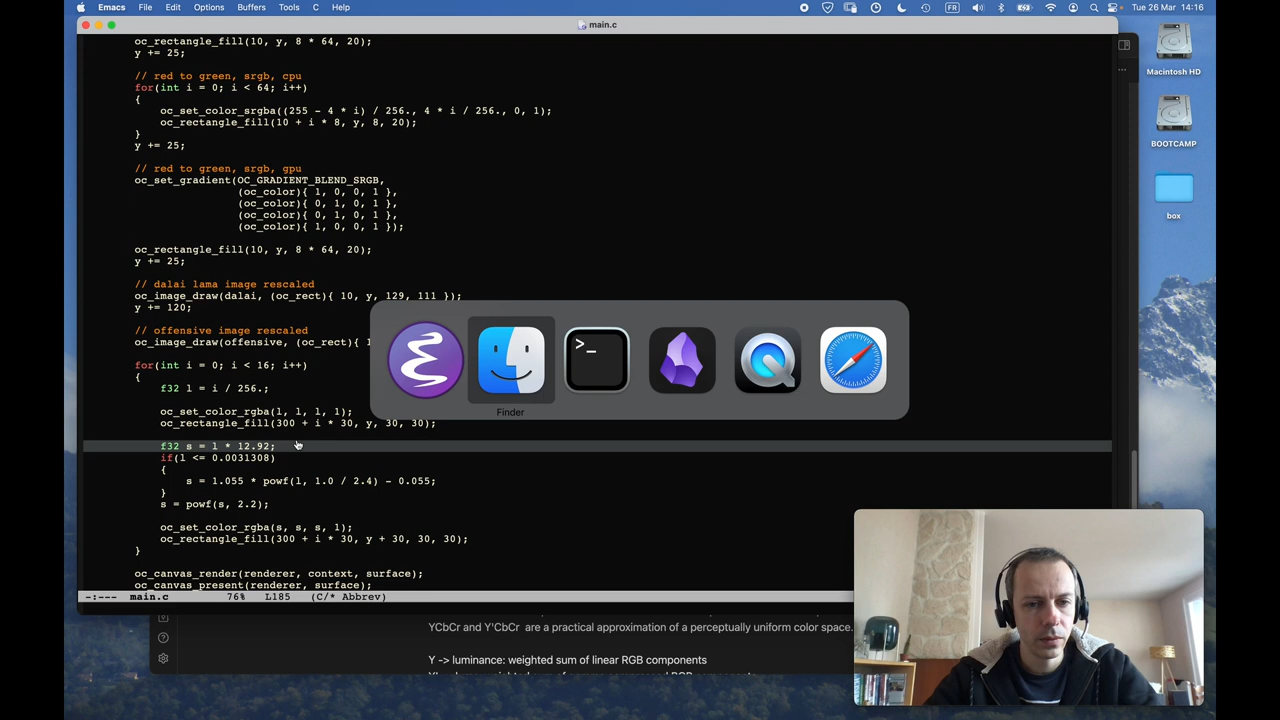 Emacs File Edit Options Buffers Tools C Help FR Tue 26 Mar 14:16
main.c
oc_rectangle_fill(10, y, 8 * 64, 20);
y += 25;
// red to green, srgb, cpu
for(int i = 0; i < 64; i++)
{
oc_set_color_srgba((255 - 4 * i) / 256., 4 * i / 256., 0, 1);
oc_rectangle_fill(10 + i * 8, y, 8, 20);
}
y += 25;
// red to green, srgb, gpu
oc_set_gradient(OC_GRADIENT_BLEND_SRGB,
(oc_color){ 1, 0, 0, 1 },
(oc_color){ 0, 1, 0, 1 },
(oc_color){ 0, 1, 0, 1 },
(oc_color){ 1, 0, 0, 1 });
oc_rectangle_fill(10, y, 8 * 64, 20);
y += 25;
// dalai lama image rescaled
oc_image_draw(dalai, (oc_rect){ 10, y, 129, 111 });
y += 120;
// offensive image rescaled
oc_image_draw(offensive, (oc_rect){
for(int i = 0; i < 16; i++)
{
f32 l = i / 256.;
oc_set_color_rgba(l, l, l, 1);
oc_rectangle_fill(300 + i * 30, y, 30, 30);
f32 s = l * 12.92;
if(l <= 0.0031308)
{
s = 1.055 * powf(l, 1.0 / 2.4) - 0.055;
}
s = powf(s, 2.2);
oc_set_color_rgba(s, s, s, 1);
oc_rectangle_fill(300 + i * 30, y + 30, 30, 30);
}
oc_canvas_render(renderer, context, surface);
oc_canvas_present(renderer, surface);
-:--- main.c 76% L185 (C/* Abbrev)
Finder
Macintosh HD
BOOTCAMP
box
YCbCr and Y'CbCr are a practical approximation of a perceptually uniform color space.
Y -> luminance: weighted sum of linear RGB components